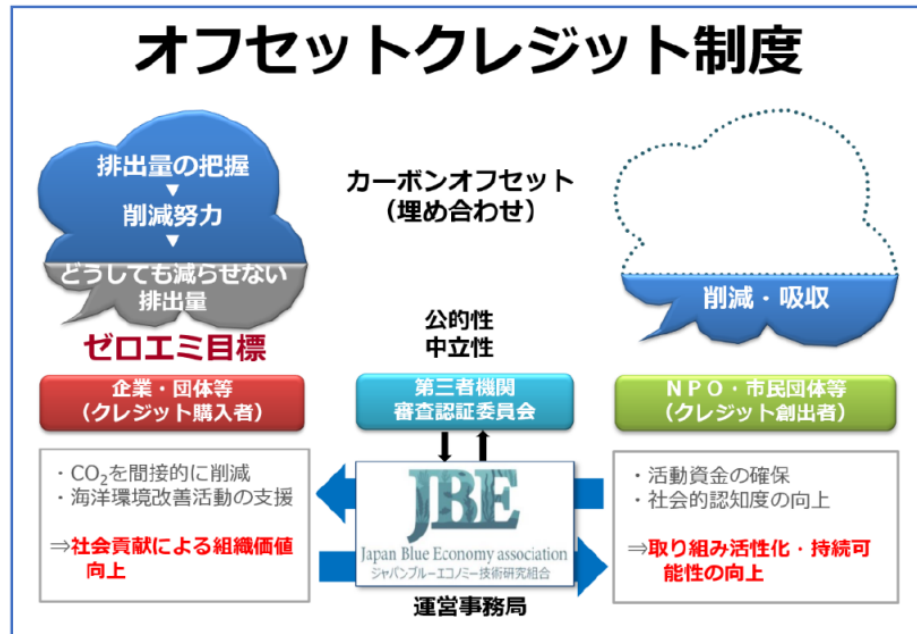 オフセットクレジット制度
排出量の把握
▼
削減努力
▼
どうしても減らせない
排出量
ゼロエミ目標
カーボンオフセット
(埋め合わせ)
削減・吸収
公的性
中立性
企業・団体等
(クレジット購入者)
第三者機関
審査認証委員会
NPO・市民団体等
(クレジット創出者)
・CO₂を間接的に削減
・海洋環境改善活動の支援
⇒社会貢献による組織価値
向上
JBE
Japan Blue Economy association
ジャパンブルーエコノミー技術研究組合
運営事務局
・活動資金の確保
・社会的認知度の向上
⇒取り組み活性化・持続可
能性の向上